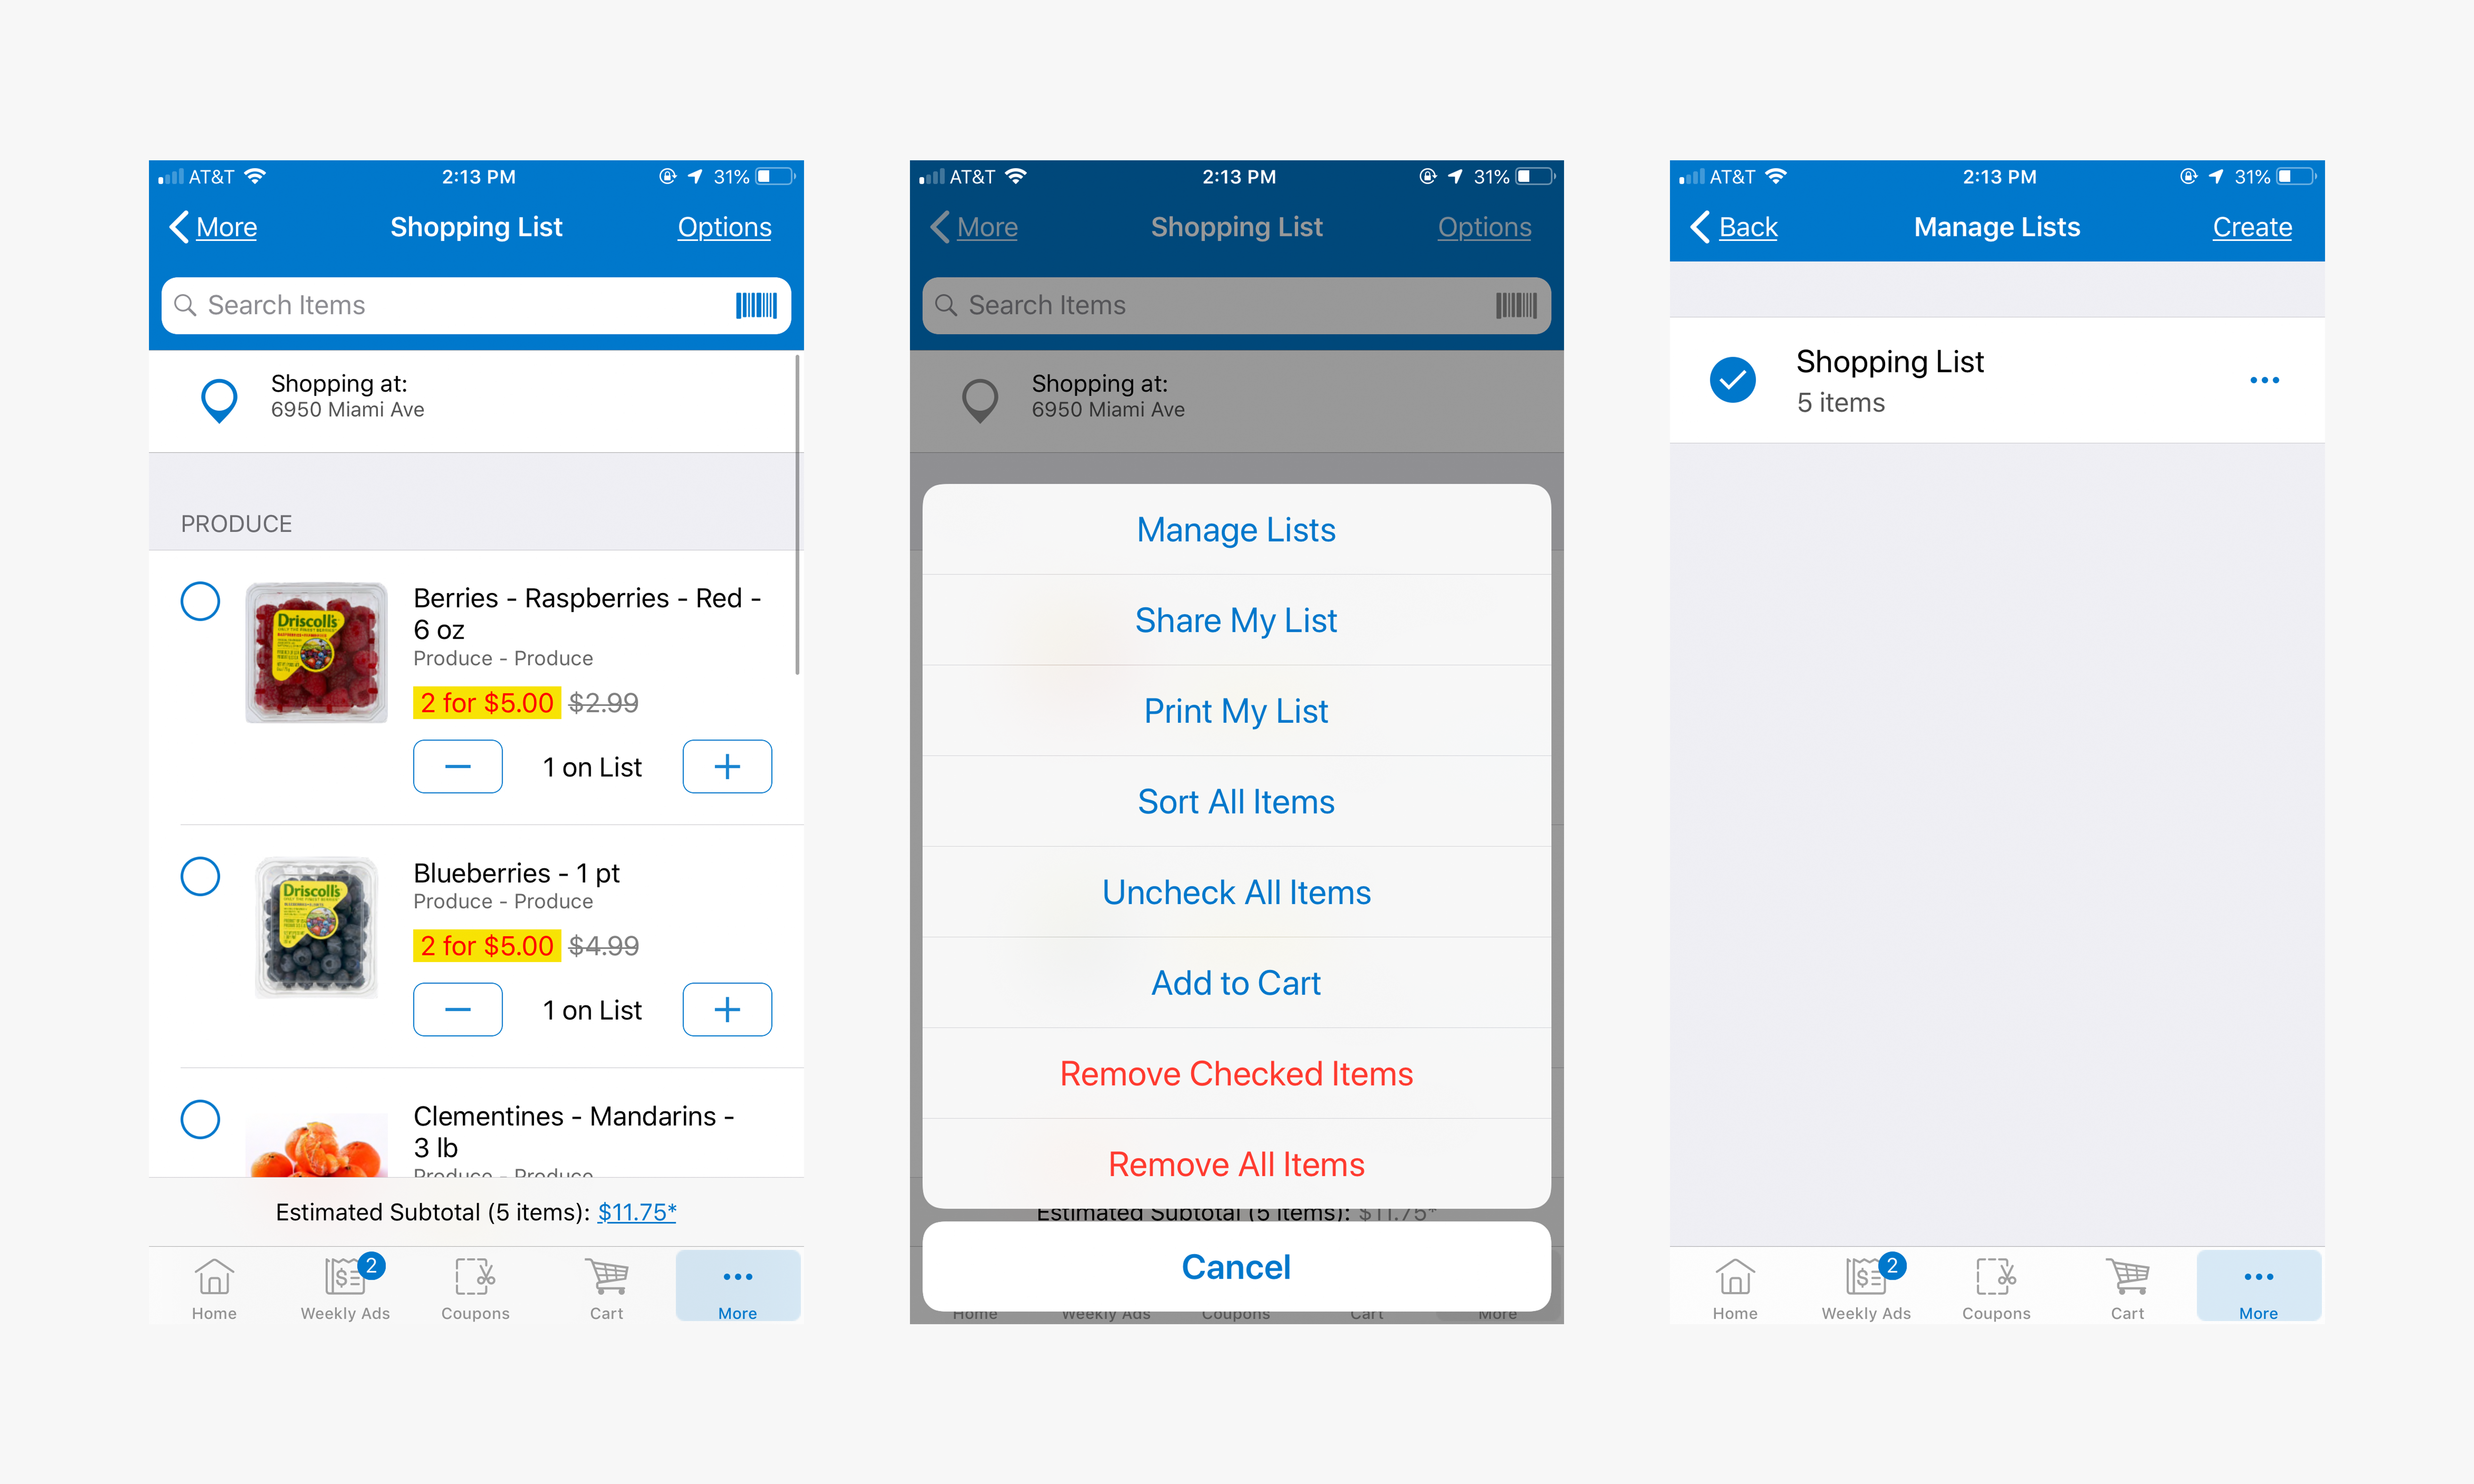 AT&T 2:13 PM 31%
More Shopping List Options
Search Items
Shopping at:
6950 Miami Ave
PRODUCE
Driscoll's
Berries - Raspberries - Red -
6 oz
Produce - Produce
2 for $5.00 $2.99
1 on List
Driscoll's
Blueberries - 1 pt
Produce - Produce
2 for $5.00 $4.99
1 on List
Clementines - Mandarins -
3 lb
Produce - Produce
Estimated Subtotal (5 items): $11.75*
2
Home Weekly Ads Coupons Cart More
AT&T 2:13 PM 31%
More Shopping List Options
Search Items
Shopping at:
6950 Miami Ave
Manage Lists
Share My List
Print My List
Sort All Items
Uncheck All Items
Add to Cart
Remove Checked Items
Remove All Items
Estimated Subtotal (5 items): $11.75*
Cancel
Home Weekly Ads Coupons Cart More
AT&T 2:13 PM 31%
Back Manage Lists Create
Shopping List
5 items
2
Home Weekly Ads Coupons Cart More